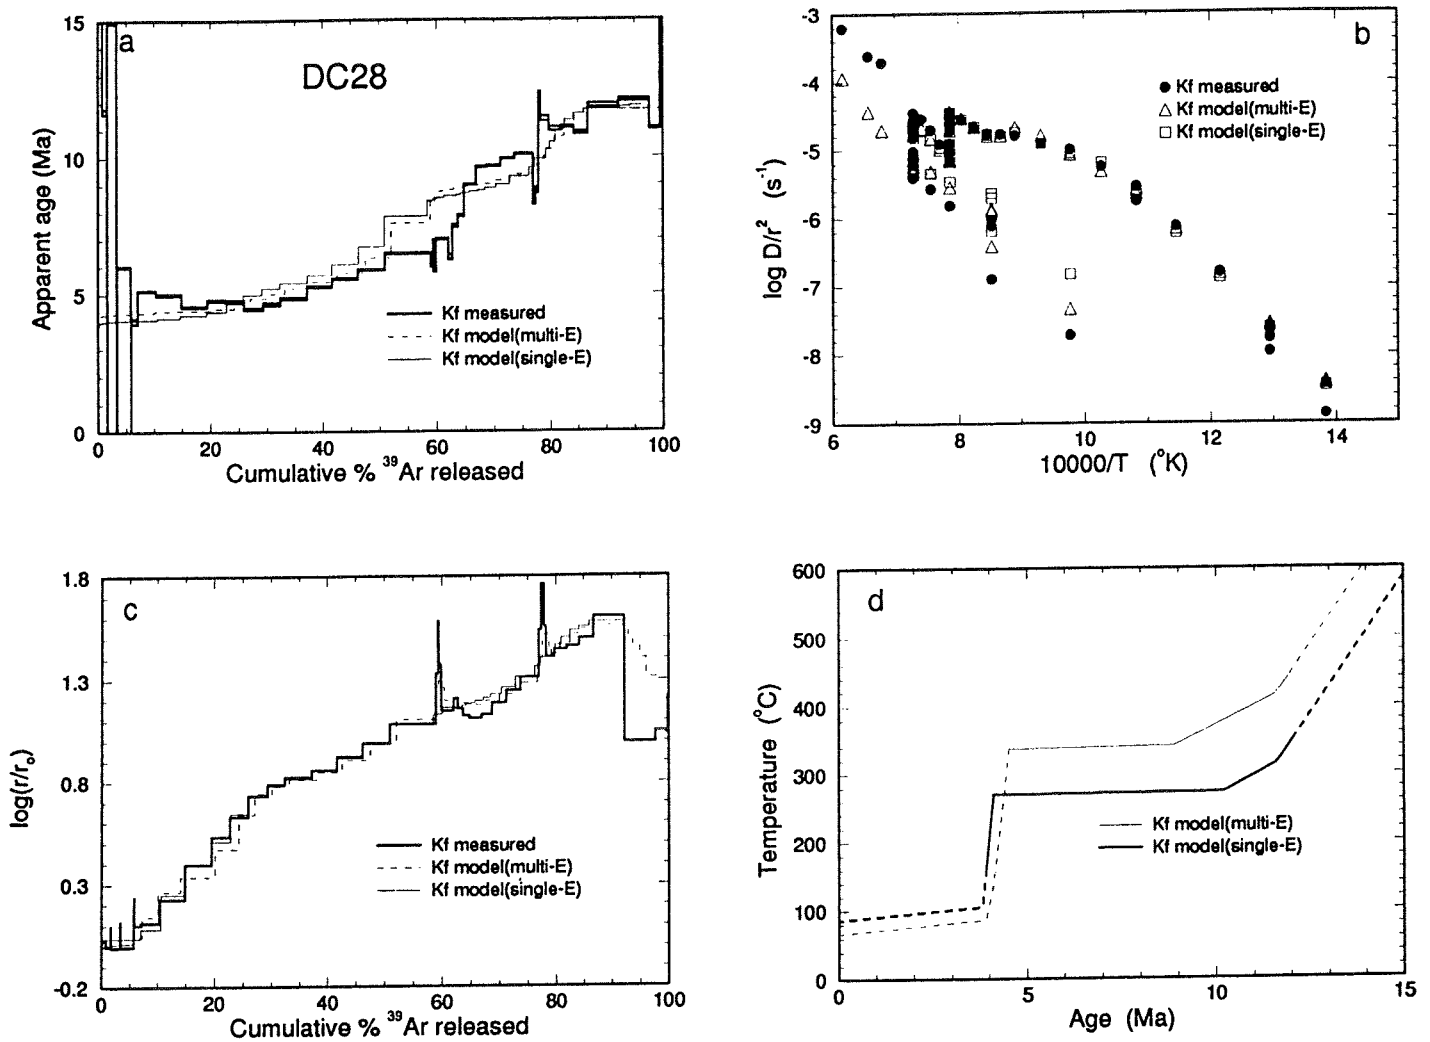 a
DC28
15
10
5
0
Apparent age (Ma)
Kf measured
Kf model(multi-E)
Kf model(single-E)
0 20 40 60 80 100
Cumulative % ³⁹Ar released
b
-3
-4
-5
-6
-7
-8
-9
log D/r² (s⁻¹)
Kf measured
Kf model(multi-E)
Kf model(single-E)
6 8 10 12 14
10000/T (°K)
c
1.8
1.3
0.8
0.3
-0.2
log(r/r₀)
Kf measured
Kf model(multi-E)
Kf model(single-E)
0 20 40 60 80 100
Cumulative % ³⁹Ar released
d
600
500
400
300
200
100
0
Temperature (°C)
Kf model(multi-E)
Kf model(single-E)
0 5 10 15
Age (Ma)